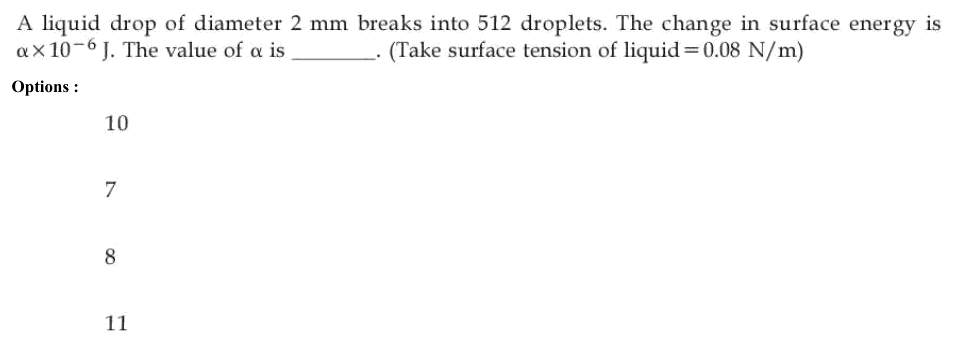 A liquid drop of diameter 2 mm breaks into 512 droplets. The change in surface energy is
α×10⁻⁶ J. The value of α is ________. (Take surface tension of liquid = 0.08 N/m)
Options :
10
7
8
11